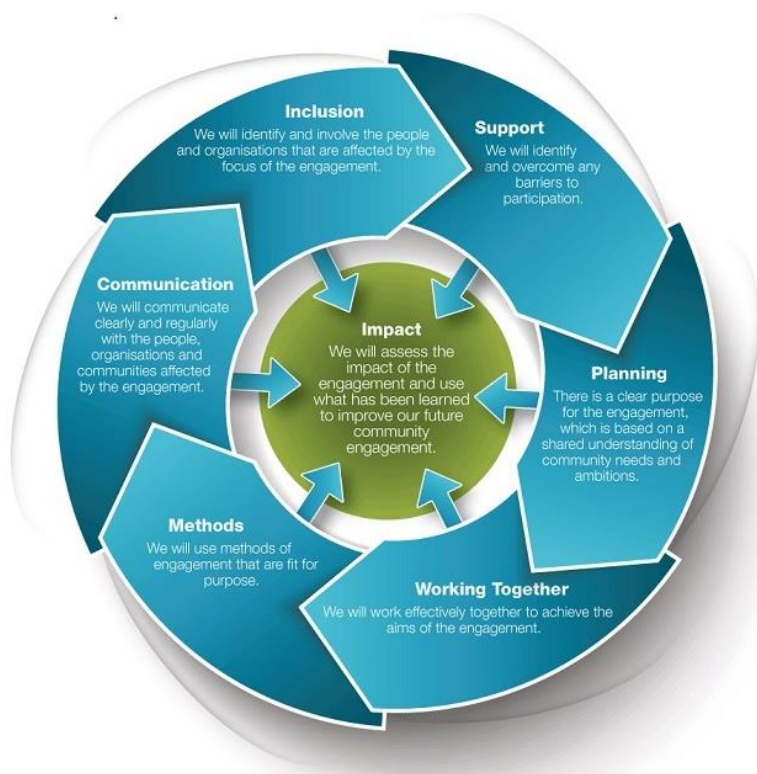 Inclusion
We will identify and involve the people
and organisations that are affected by the
focus of the engagement.
Support
We will identify
and overcome any
barriers to
participation.
Planning
There is a clear purpose
for the engagement,
which is based on a
shared understanding of
community needs and
ambitions.
Working Together
We will work effectively together to achieve the
aims of the engagement.
Methods
We will use methods of
engagement that are fit for
purpose.
Communication
We will communicate
clearly and regularly
with the people,
organisations and
communities affected
by the engagement.
Impact
We will assess the
impact of the
engagement and use
what has been learned
to improve our future
community
engagement.